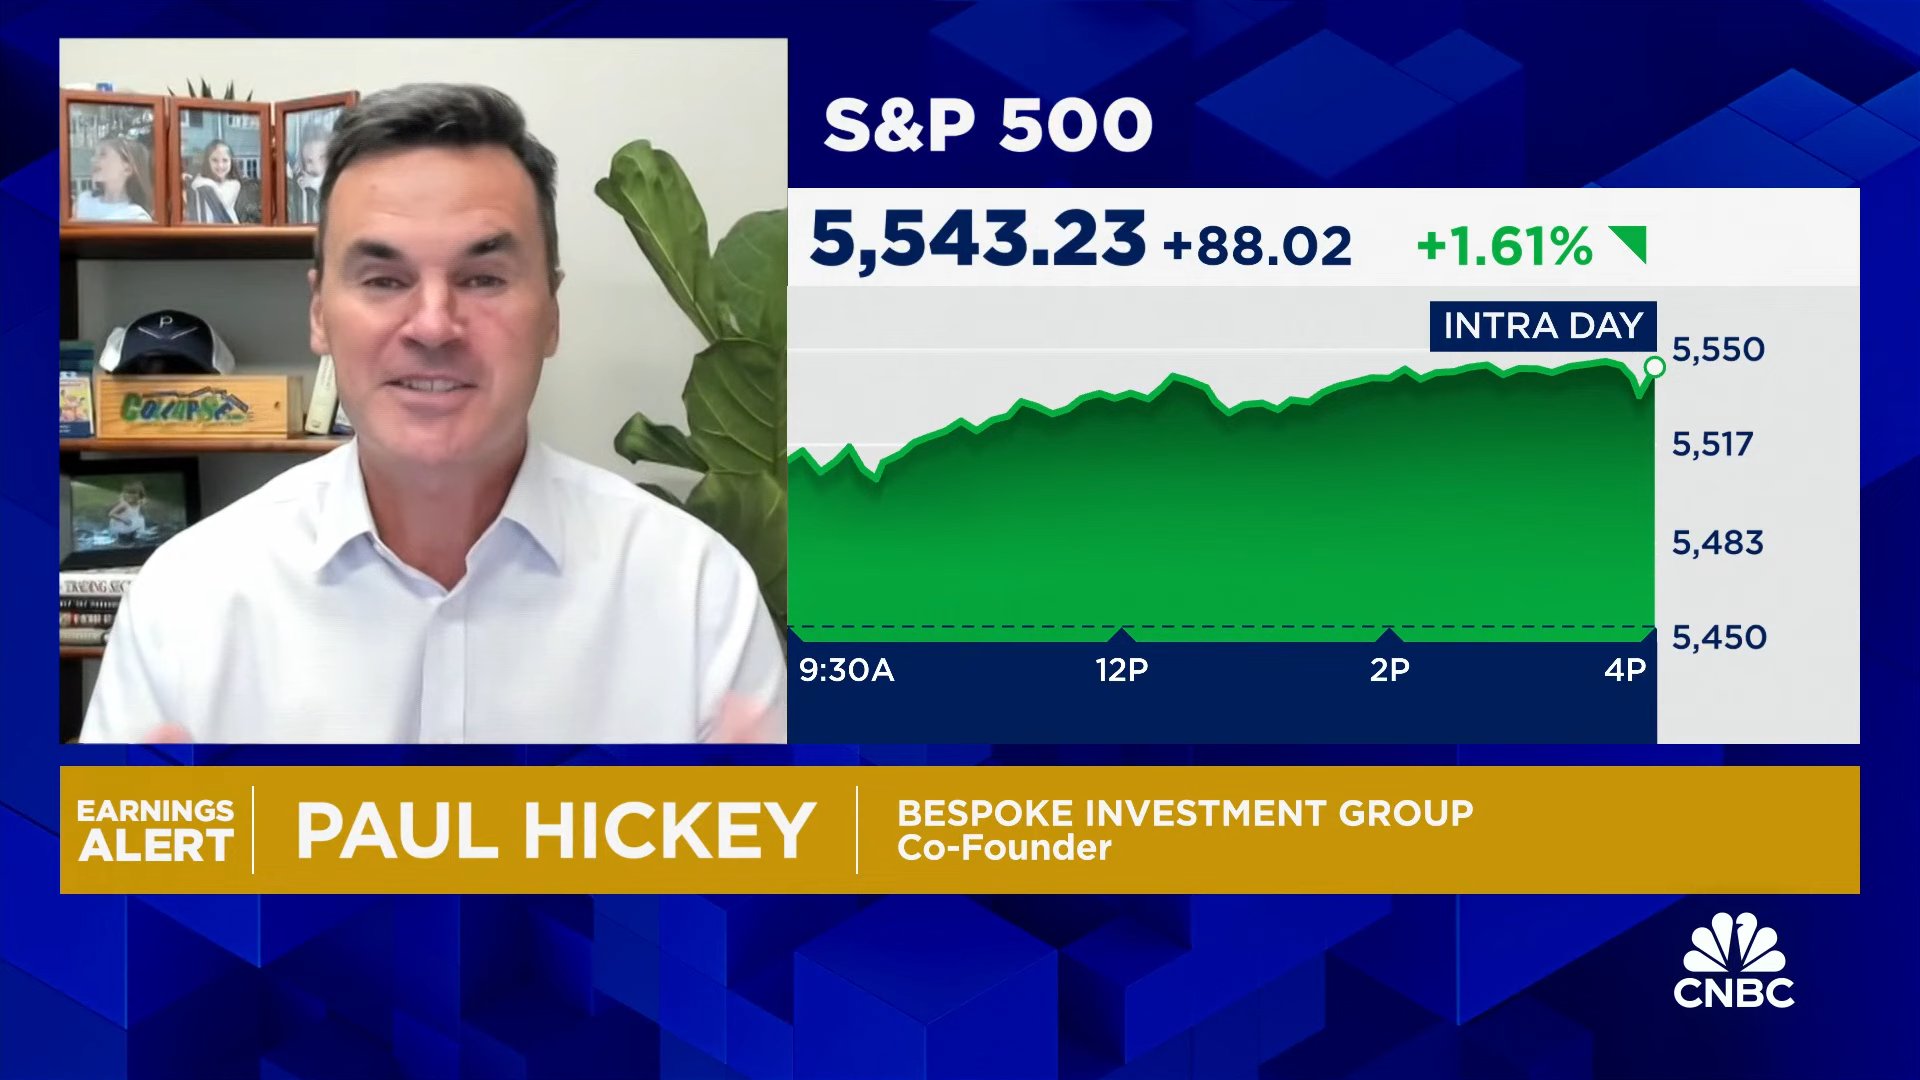 S&P 500
5,543.23 +88.02 +1.61%
INTRA DAY
5,550
5,517
5,483
5,450
9:30A 12P 2P 4P
P
COLLAPSE
EARNINGS
ALERT
PAUL HICKEY
BESPOKE INVESTMENT GROUP
Co-Founder
CNBC